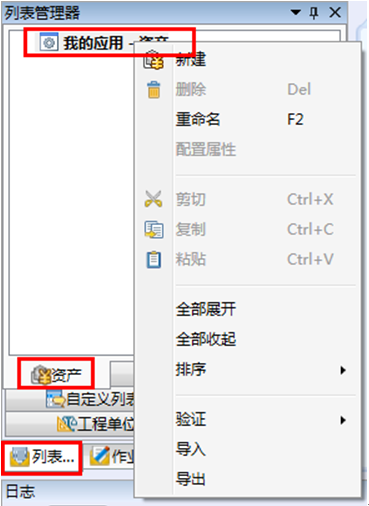 列表管理器
我的应用 - 资产
新建
删除 Del
重命名 F2
配置属性
剪切 Ctrl+X
复制 Ctrl+C
粘贴 Ctrl+V
全部展开
全部收起
排序
验证
导入
导出
资产
自定义列表
工程单位
列表... 作业
日志